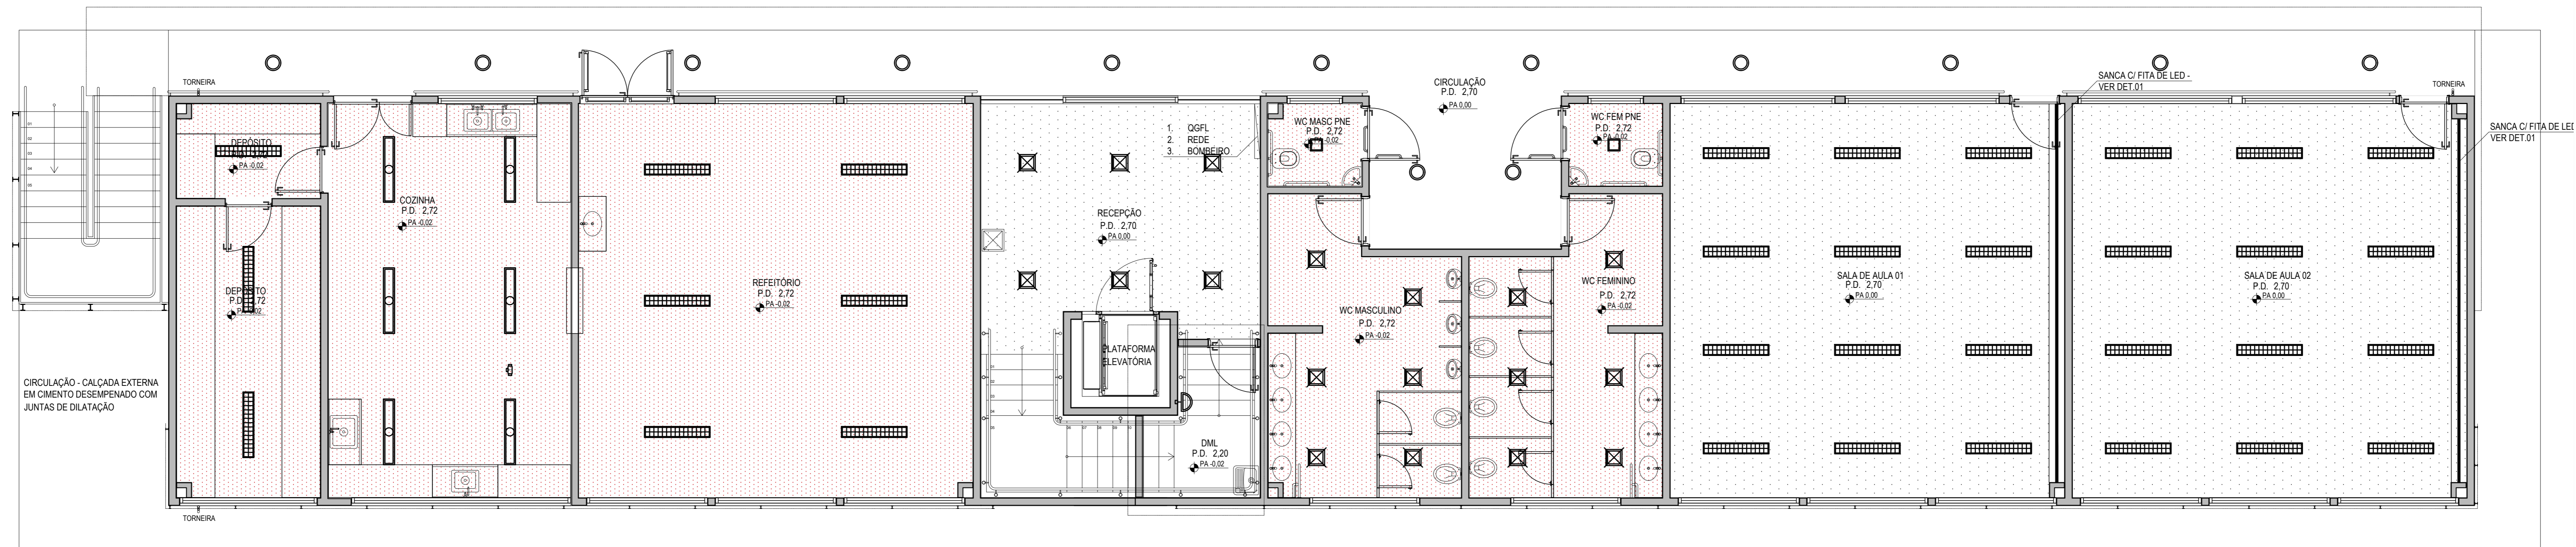 TORNEIRA
DEPÓSITO
PA -0,02
DEPÓSITO
COZINHA
P.D. 2,72
PA -0,02
REFEITÓRIO
P.D. 2,72
PA -0,02
RECEPÇÃO
P.D. 2,70
PA 0,00
1. QGFL
2. REDE
3. BOMBEIRO
PLATAFORMA
ELEVATÓRIA
DML
P.D. 2,20
PA -0,02
WC MASC PNE
P.D. 2,72
PA -0,02
CIRCULAÇÃO
P.D. 2,70
PA 0,00
WC FEM PNE
P.D. 2,72
PA -0,02
WC MASCULINO
P.D. 2,72
PA -0,02
WC FEMININO
P.D. 2,72
PA -0,02
SALA DE AULA 01
P.D. 2,70
PA 0,00
SALA DE AULA 02
P.D. 2,70
PA 0,00
SANCA C/ FITA DE LED -
VER DET.01
TORNEIRA
SANCA C/ FITA DE LED
VER DET.01
CIRCULAÇÃO - CALÇADA EXTERNA
EM CIMENTO DESEMPENADO COM
JUNTAS DE DILATAÇÃO
TORNEIRA